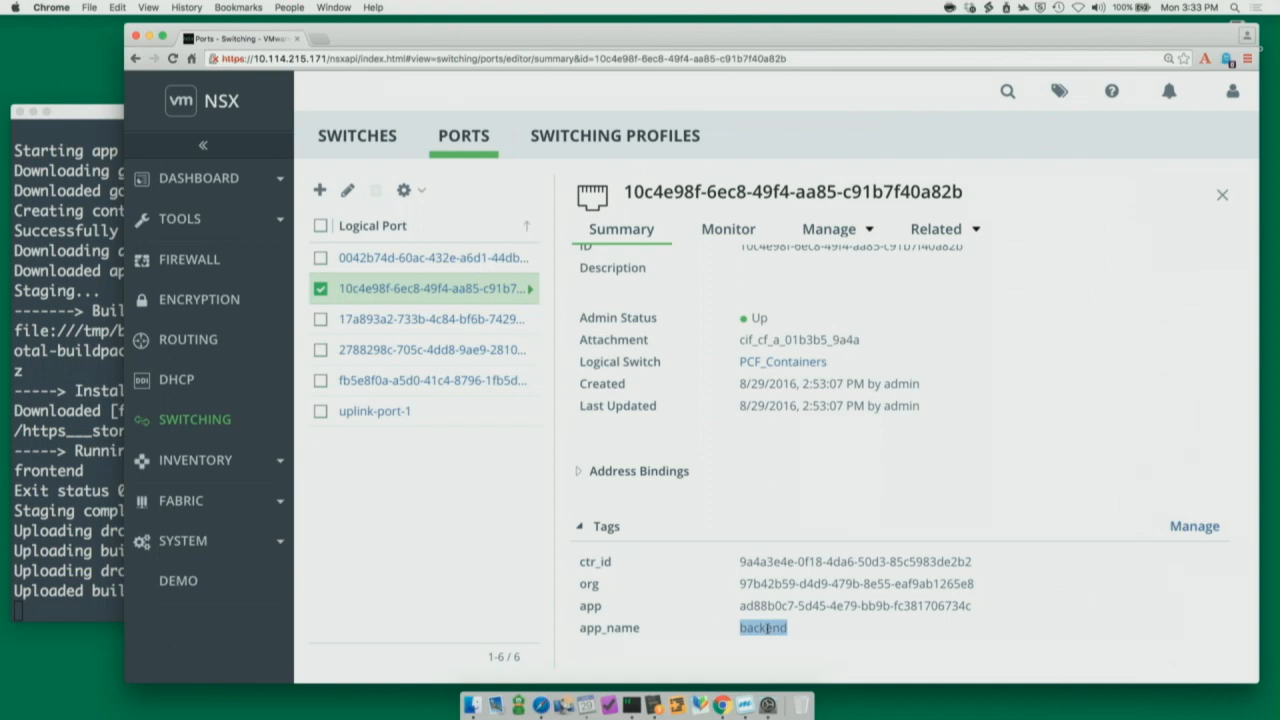 Chrome File Edit View History Bookmarks People Window Help 100% Mon 3:33 PM
Ports - Switching - VMwar
https://10.114.215.171/nsxapi/index.html#view=switching/ports/editor/summary&id=10c4e98f-6ec8-49f4-aa85-c91b7f40a82b
vm NSX
SWITCHES PORTS SWITCHING PROFILES
DASHBOARD
TOOLS
FIREWALL
ENCRYPTION
ROUTING
DHCP
SWITCHING
INVENTORY
FABRIC
SYSTEM
DEMO
Logical Port
0042b74d-60ac-432e-a6d1-44db...
10c4e98f-6ec8-49f4-aa85-c91b7...
17a893a2-733b-4c84-bf6b-7429...
2788298c-705c-4dd8-9ae9-2810...
fb5e8f0a-a5d0-41c4-8796-1fb5d...
uplink-port-1
1-6 / 6
10c4e98f-6ec8-49f4-aa85-c91b7f40a82b
Summary Monitor Manage Related
ID 10c4e98f-6ec8-49f4-aa85-c91b7f40a82b
Description
Admin Status Up
Attachment cif_cf_a_01b3b5_9a4a
Logical Switch PCF_Containers
Created 8/29/2016, 2:53:07 PM by admin
Last Updated 8/29/2016, 2:53:07 PM by admin
Address Bindings
Tags Manage
ctr_id 9a4a3e4e-0f18-4da6-50d3-85c5983de2b2
org 97b42b59-d4d9-479b-8e55-eaf9ab1265e8
app ad88b0c7-5d45-4e79-bb9b-fc381706734c
app_name backend
Starting app
Downloading g
Downloaded go
Creating cont
Successfully
Downloading a
Downloaded ap
Staging...
-------> Buil
file:///tmp/b
otal-buildpac
z
-----> Instal
Downloaded [f
/https___stor
-----> Runnin
frontend
Exit status 0
Staging compl
Uploading dro
Uploading bui
Uploading dro
Uploaded buil